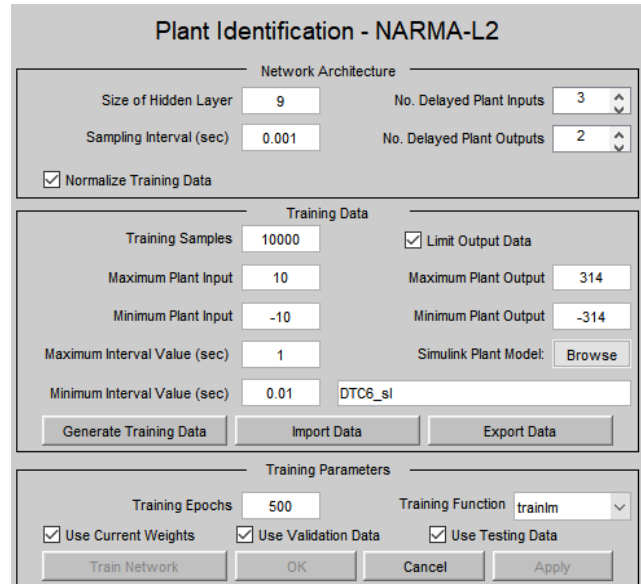 Plant Identification - NARMA-L2
Network Architecture
Size of Hidden Layer 9 No. Delayed Plant Inputs 3
Sampling Interval (sec) 0.001 No. Delayed Plant Outputs 2
Normalize Training Data
Training Data
Training Samples 10000 Limit Output Data
Maximum Plant Input 10 Maximum Plant Output 314
Minimum Plant Input -10 Minimum Plant Output -314
Maximum Interval Value (sec) 1 Simulink Plant Model: Browse
Minimum Interval Value (sec) 0.01 DTC6_sl
Generate Training Data Import Data Export Data
Training Parameters
Training Epochs 500 Training Function trainlm
Use Current Weights Use Validation Data Use Testing Data
Train Network OK Cancel Apply